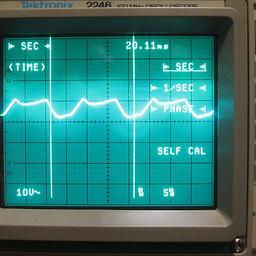 Tektronix 2246 100 MHz OSCILLOSCOPE
SEC 20.11ms
(TIME) SEC
1/SEC
PHASE
SELF CAL
10V~ 5